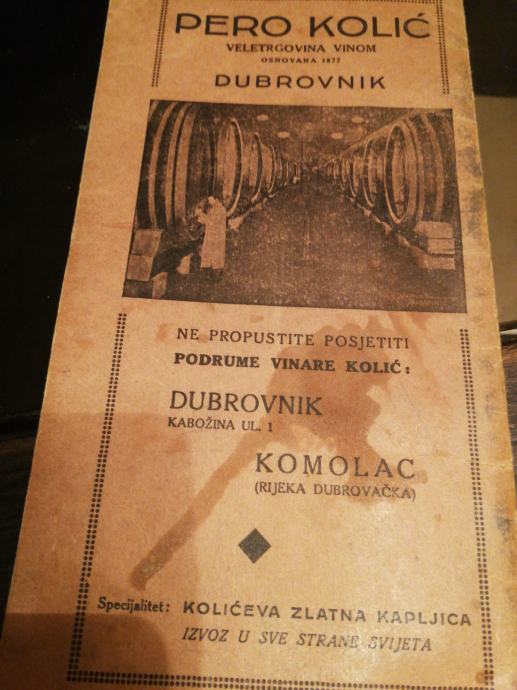 PERO KOLIĆ
VELETRGOVINA VINOM
OSNOVANA 1877
DUBROVNIK
NE PROPUSTITE POSJETITI
PODRUME VINARE KOLIĆ:
DUBROVNIK
KABOŽINA UL. 1
KOMOLAC
(RIJEKA DUBROVAČKA)
Specijalitet: KOLIĆEVA ZLATNA KAPLJICA
IZVOZ U SVE STRANE SVIJETA